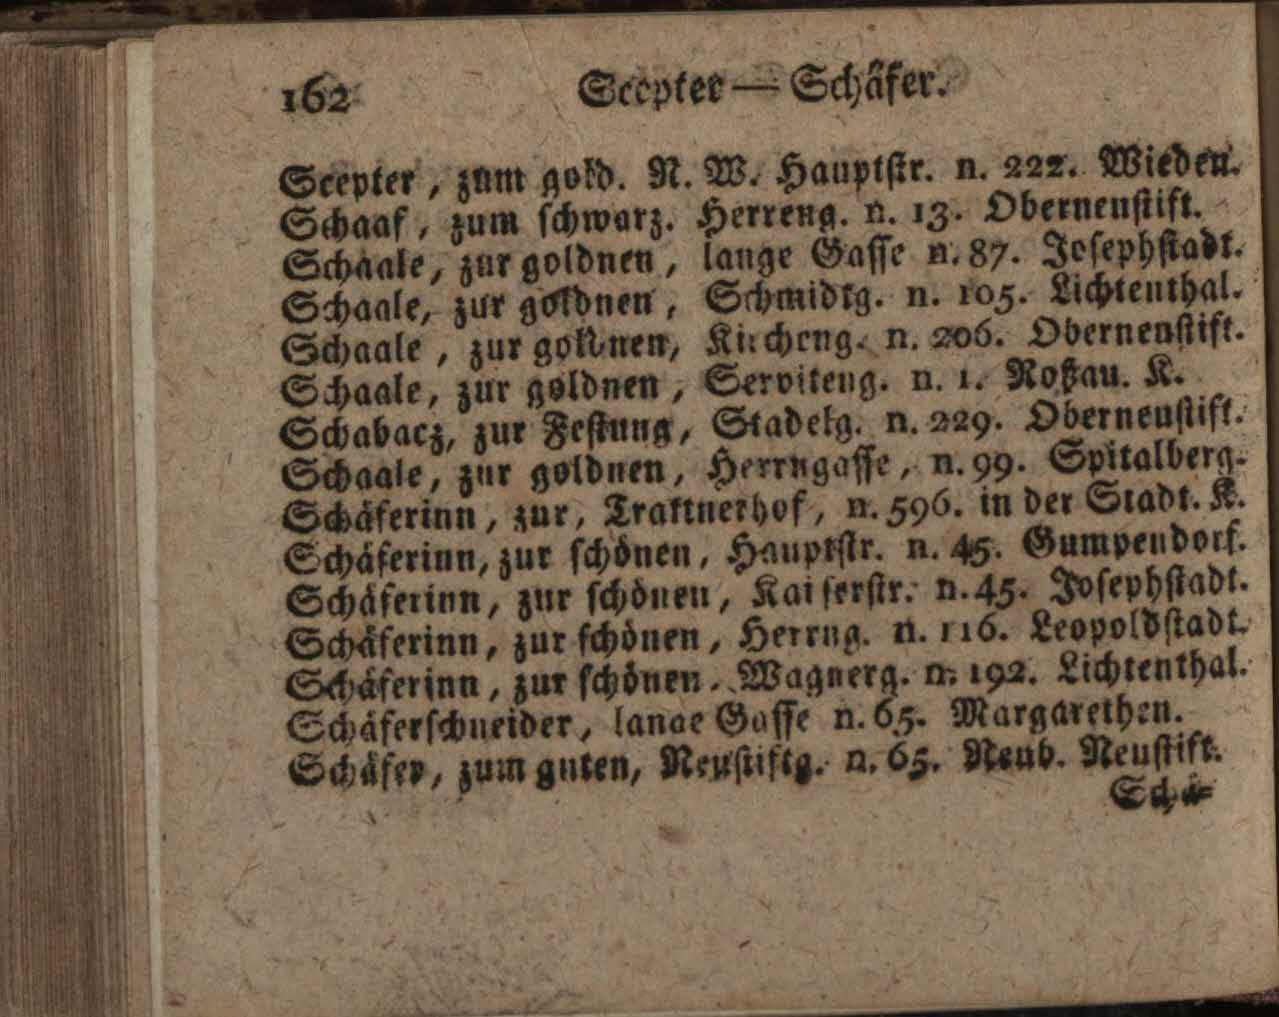 162 Scepter — Schäfer.
Scepter, zum gold. N. W. Hauptstr. n. 222. Wieden.
Schaaf, zum schwarz. Herreng. n. 13. Oberneustift.
Schaale, zur goldnen, lange Gasse n. 87. Josephstadt.
Schaale, zur goldnen, Schmidtg. n. 105. Lichtenthal.
Schaale, zur goldnen, Kircheng. n. 206. Oberneustift.
Schaale, zur goldnen, Serviteng. n. 1. Roßau. K.
Schabacz, zur Festung, Stadelg. n. 229. Oberneustift.
Schaale, zur goldnen, Herrngasse, n. 99. Spitalberg.
Schäferinn, zur, Trattnerhof, n. 596. in der Stadt. K.
Schäferinn, zur schönen, Hauptstr. n. 45. Gumpendorf.
Schäferinn, zur schönen, Kaiserstr. n. 45. Josephstadt.
Schäferinn, zur schönen, Herrng. n. 116. Leopoldstadt.
Schäferinn, zur schönen. Wagnerg. n. 192. Lichtenthal.
Schäferschneider, lange Gasse n. 65. Margarethen.
Schäfer, zum guten, Neustiftg. n. 65. Neub. Neustift.
Schä=